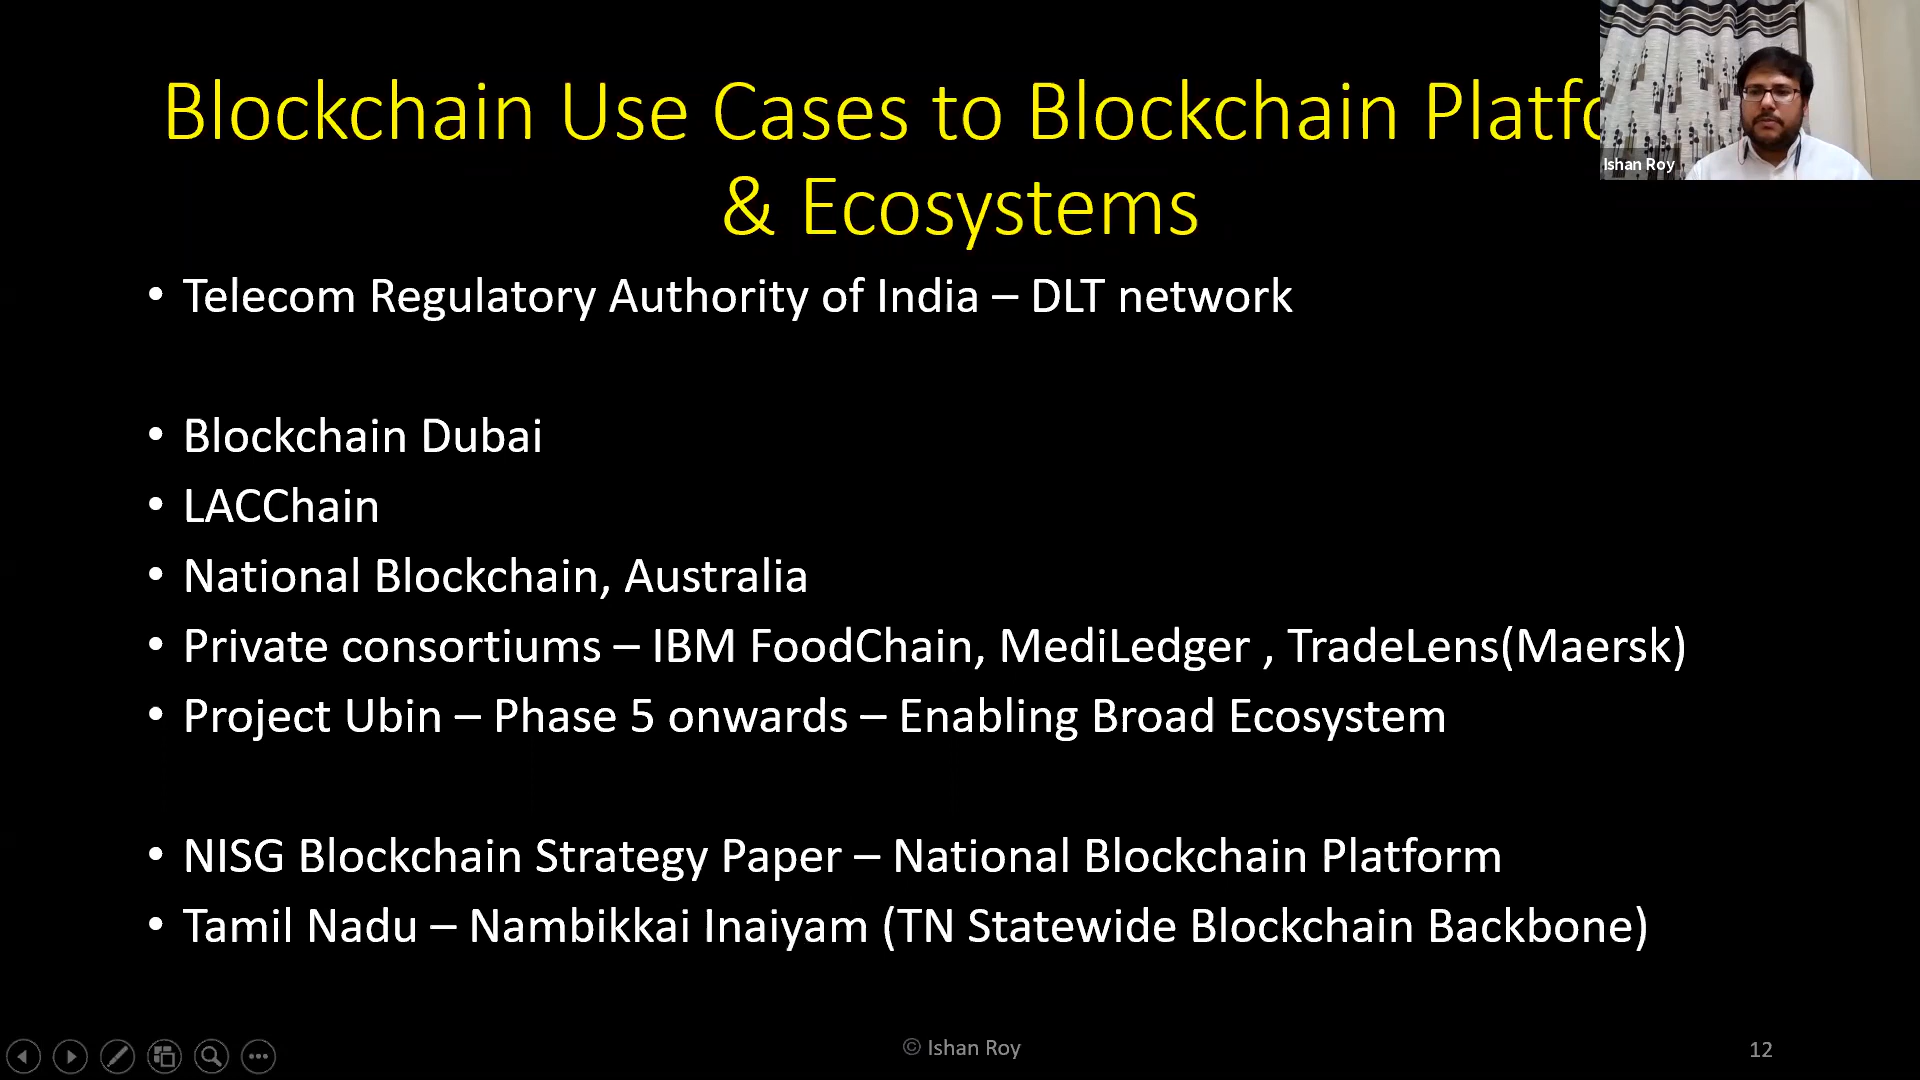 Blockchain Use Cases to Blockchain
& Ecosystems
Ishan Roy
• Telecom Regulatory Authority of India – DLT network
• Blockchain Dubai
• LACChain
• National Blockchain, Australia
• Private consortiums – IBM FoodChain, MediLedger , TradeLens(Maersk)
• Project Ubin – Phase 5 onwards – Enabling Broad Ecosystem
• NISG Blockchain Strategy Paper – National Blockchain Platform
• Tamil Nadu – Nambikkai Inaiyam (TN Statewide Blockchain Backbone)
© Ishan Roy
12